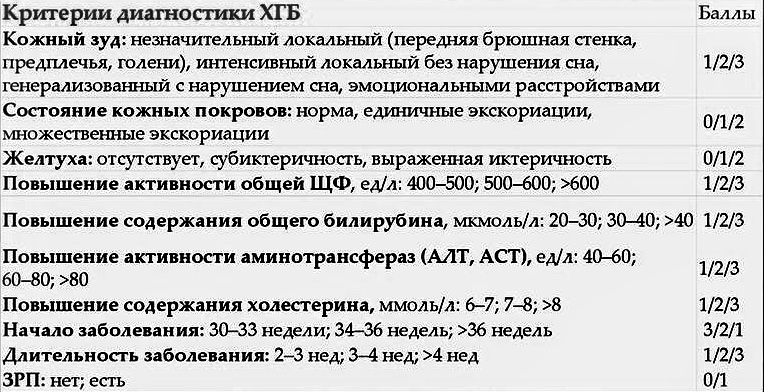 Критерии диагностики ХГБ Баллы
Кожный зуд: незначительный локальный (передняя брюшная стенка,
предплечья, голени), интенсивный локальный без нарушения сна, 1/2/3
генерализованный с нарушением сна, эмоциональными расстройствами
Состояние кожных покровов: норма, единичные экскориации, 0/1/2
множественные экскориации
Желтуха: отсутствует, субиктеричность, выраженная иктеричность 0/1/2
Повышение активности общей ЩФ, ед/л: 400–500; 500–600; >600 1/2/3
Повышение содержания общего билирубина, мкмоль/л: 20–30; 30–40; >40 1/2/3
Повышение активности аминотрансфераз (АЛТ, АСТ), ед/л: 40–60; 1/2/3
60–80; >80
Повышение содержания холестерина, ммоль/л: 6–7; 7–8; >8 1/2/3
Начало заболевания: 30–33 недели; 34–36 недель; >36 недель 3/2/1
Длительность заболевания: 2–3 нед; 3–4 нед; >4 нед 1/2/3
ЗРП: нет; есть 0/1